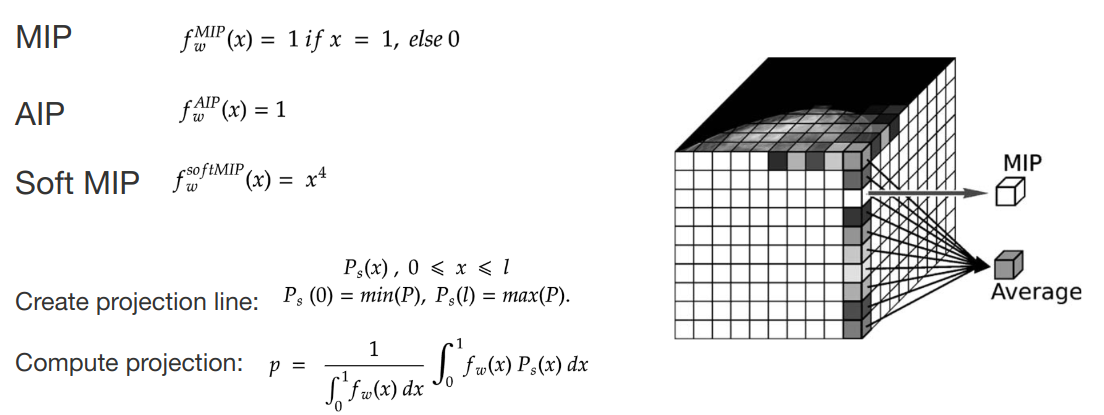 MIP f_w^{MIP}(x) = 1 if x = 1, else 0
AIP f_w^{AIP}(x) = 1
Soft MIP f_w^{softMIP}(x) = x^4
P_s(x) , 0 ⩽ x ⩽ l
Create projection line: P_s (0) = min(P), P_s(l) = max(P).
Compute projection: p = \frac{1}{\int_0^1 f_w(x) dx} \int_0^1 f_w(x) P_s(x) dx
MIP
Average